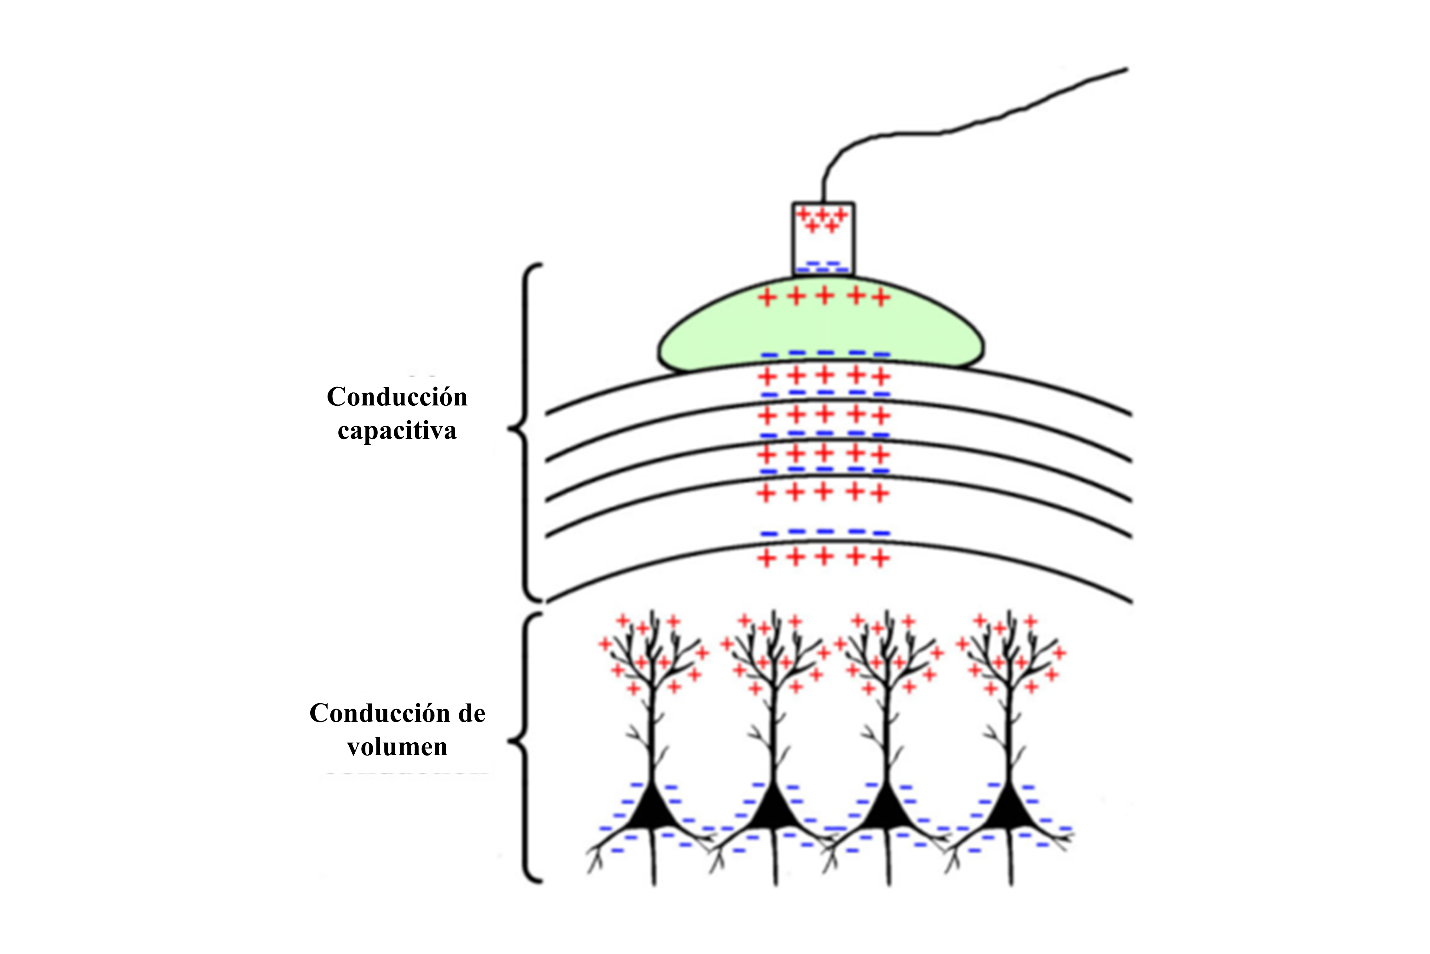 Conducción
capacitiva
Conducción de
volumen